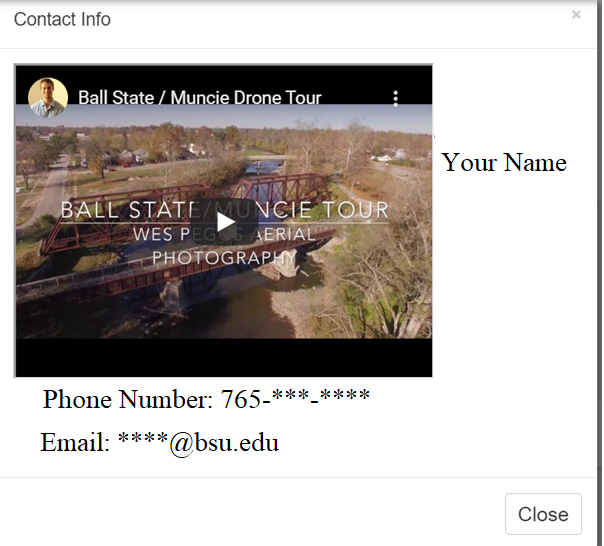 Contact Info ×
Ball State / Muncie Drone Tour
Your Name
BALL STATE/MUNCIE TOUR
WES PEGGS AERIAL
PHOTOGRAPHY
Phone Number: 765-***-****
Email: ****@bsu.edu
Close